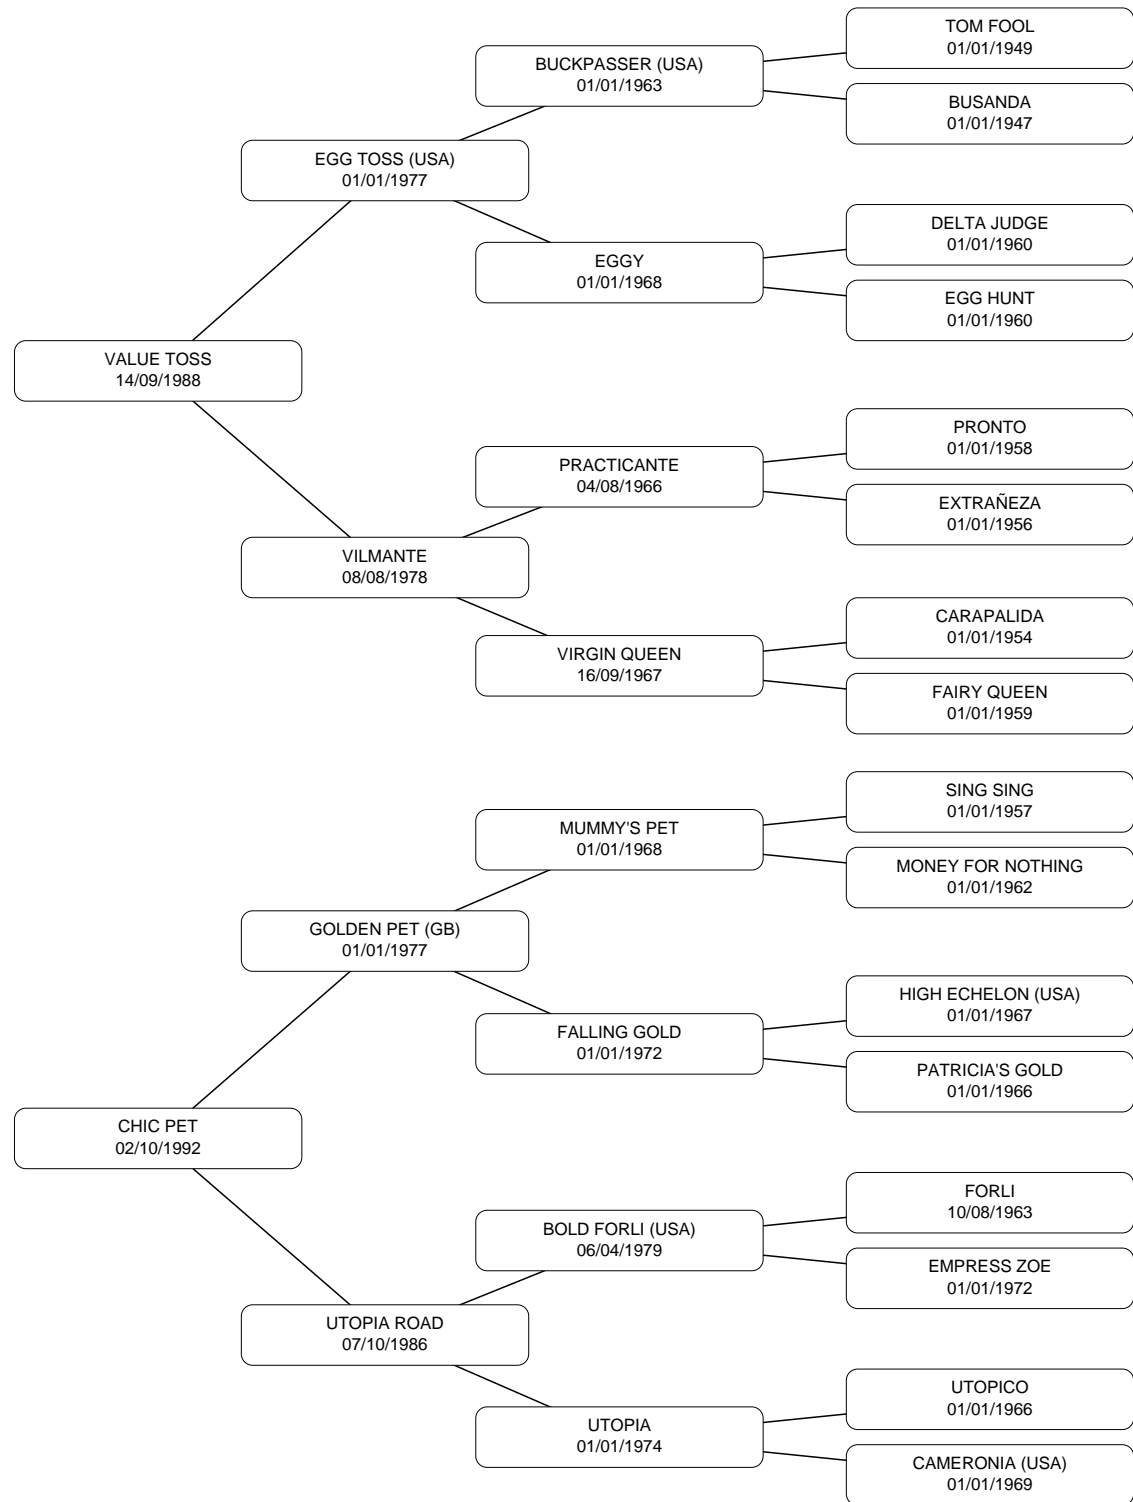 TOM FOOL
01/01/1949
BUCKPASSER (USA)
01/01/1963
BUSANDA
01/01/1947
EGG TOSS (USA)
01/01/1977
DELTA JUDGE
01/01/1960
EGGY
01/01/1968
EGG HUNT
01/01/1960
VALUE TOSS
14/09/1988
PRONTO
01/01/1958
PRACTICANTE
04/08/1966
EXTRAÑEZA
01/01/1956
VILMANTE
08/08/1978
CARAPALIDA
01/01/1954
VIRGIN QUEEN
16/09/1967
FAIRY QUEEN
01/01/1959
SING SING
01/01/1957
MUMMY'S PET
01/01/1968
MONEY FOR NOTHING
01/01/1962
GOLDEN PET (GB)
01/01/1977
HIGH ECHELON (USA)
01/01/1967
FALLING GOLD
01/01/1972
PATRICIA'S GOLD
01/01/1966
CHIC PET
02/10/1992
FORLI
10/08/1963
BOLD FORLI (USA)
06/04/1979
EMPRESS ZOE
01/01/1972
UTOPIA ROAD
07/10/1986
UTOPICO
01/01/1966
UTOPIA
01/01/1974
CAMERONIA (USA)
01/01/1969